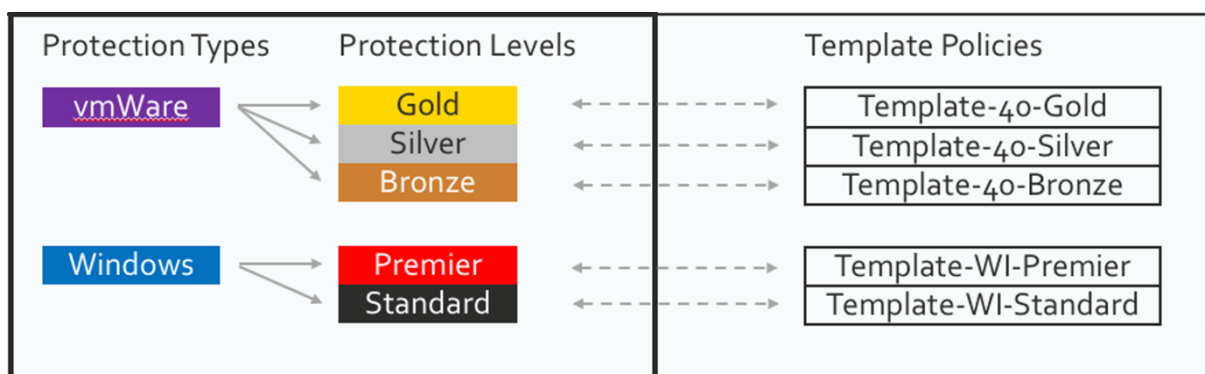 Protection Types
Protection Levels
Template Policies
vmWare
Gold
Template-40-Gold
Silver
Template-40-Silver
Bronze
Template-40-Bronze
Windows
Premier
Template-WI-Premier
Standard
Template-WI-Standard